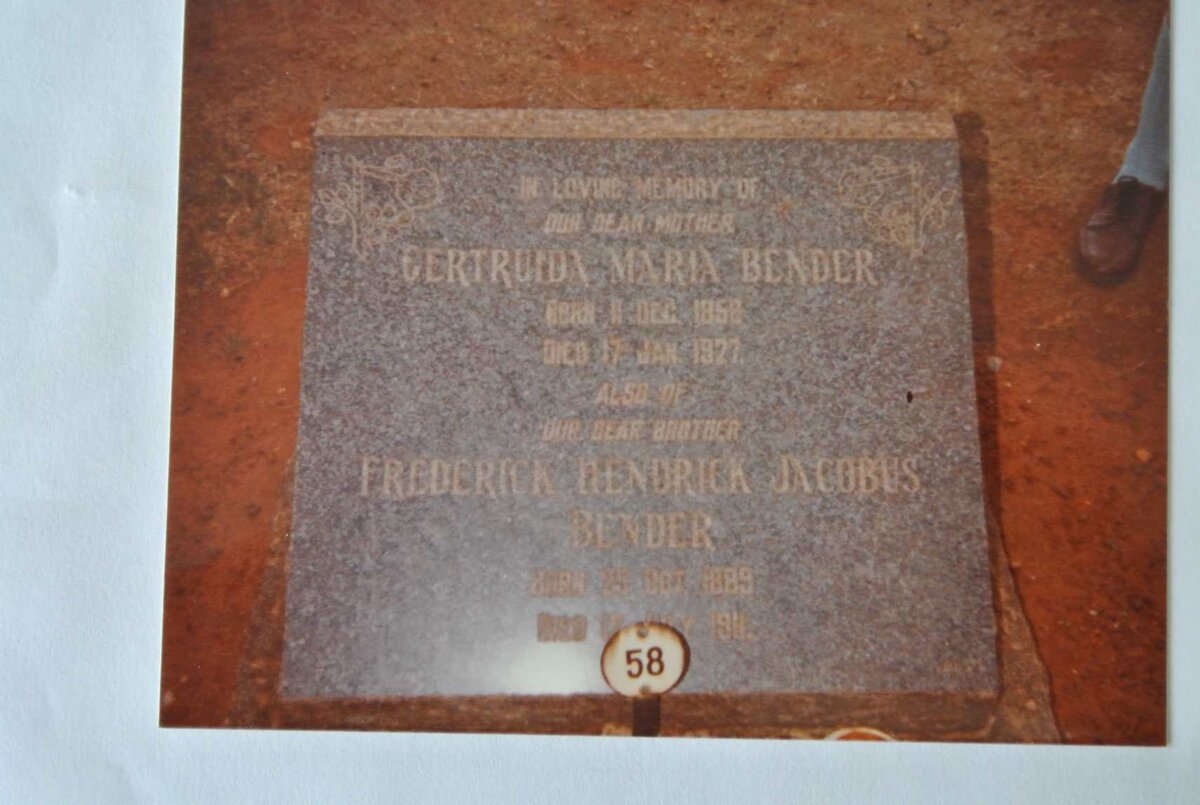 IN LOVING MEMORY OF
OUR DEAR MOTHER
GERTRUIDA MARIA BENDER
BORN DEC. 1858
DIED 17 JAN. 1927
ALSO OF
OUR DEAR BROTHER
FREDERICK HENDRICK JACOBUS
BENDER
BORN 25 OCT. 1889
DIED
58